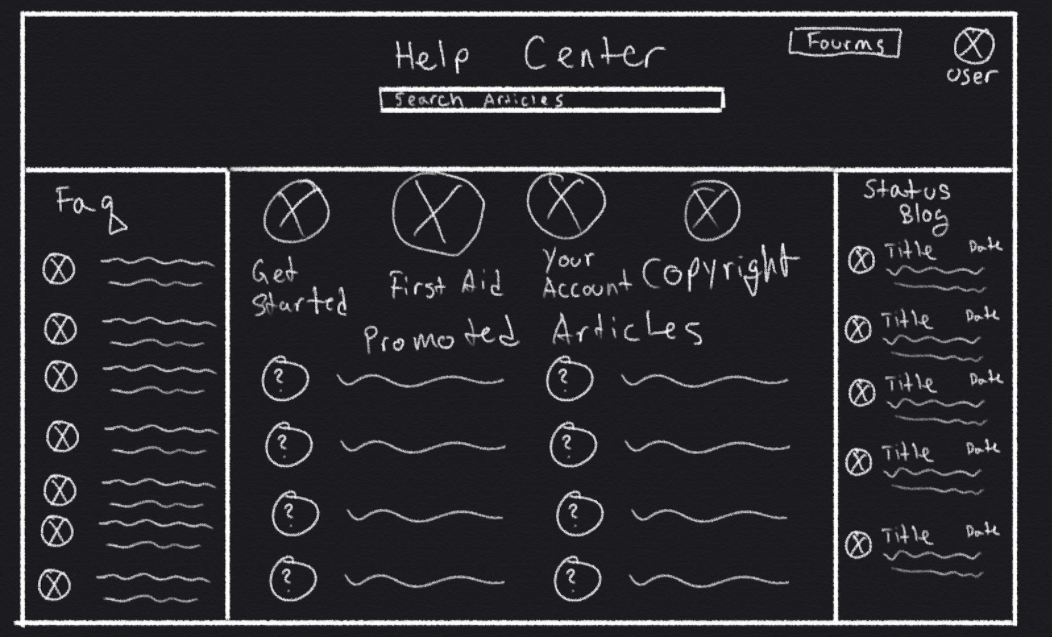 Help Center
Fourms
User
Search Articles
Faq
Get
Started
First Aid
Your
Account
Copyright
Promoted Articles
?
?
?
?
?
?
?
?
Status
Blog
Title Date
Title Date
Title Date
Title Date
Title Date